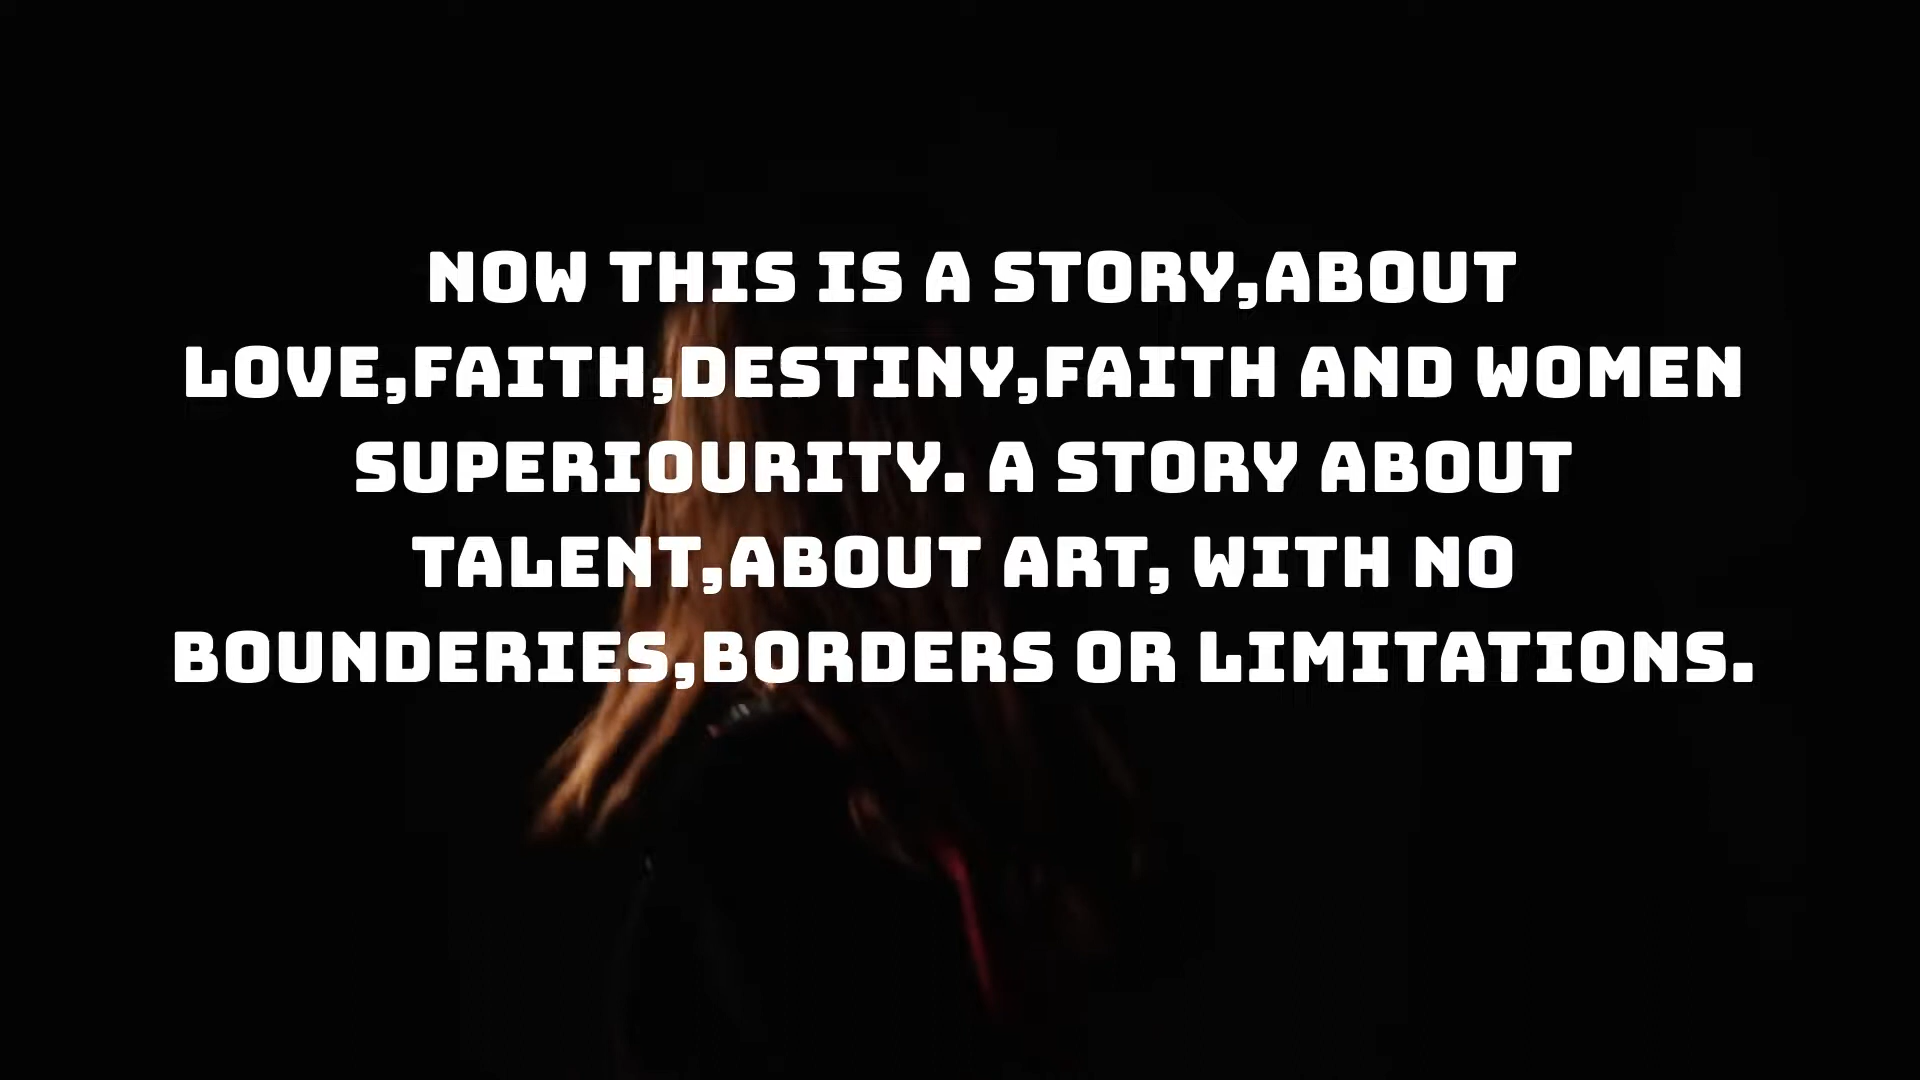 NOW THIS IS A STORY,ABOUT
LOVE,FAITH,DESTINY,FAITH AND WOMEN
SUPERIOURITY. A STORY ABOUT
TALENT,ABOUT ART, WITH NO
BOUNDERIES,BORDERS OR LIMITATIONS.